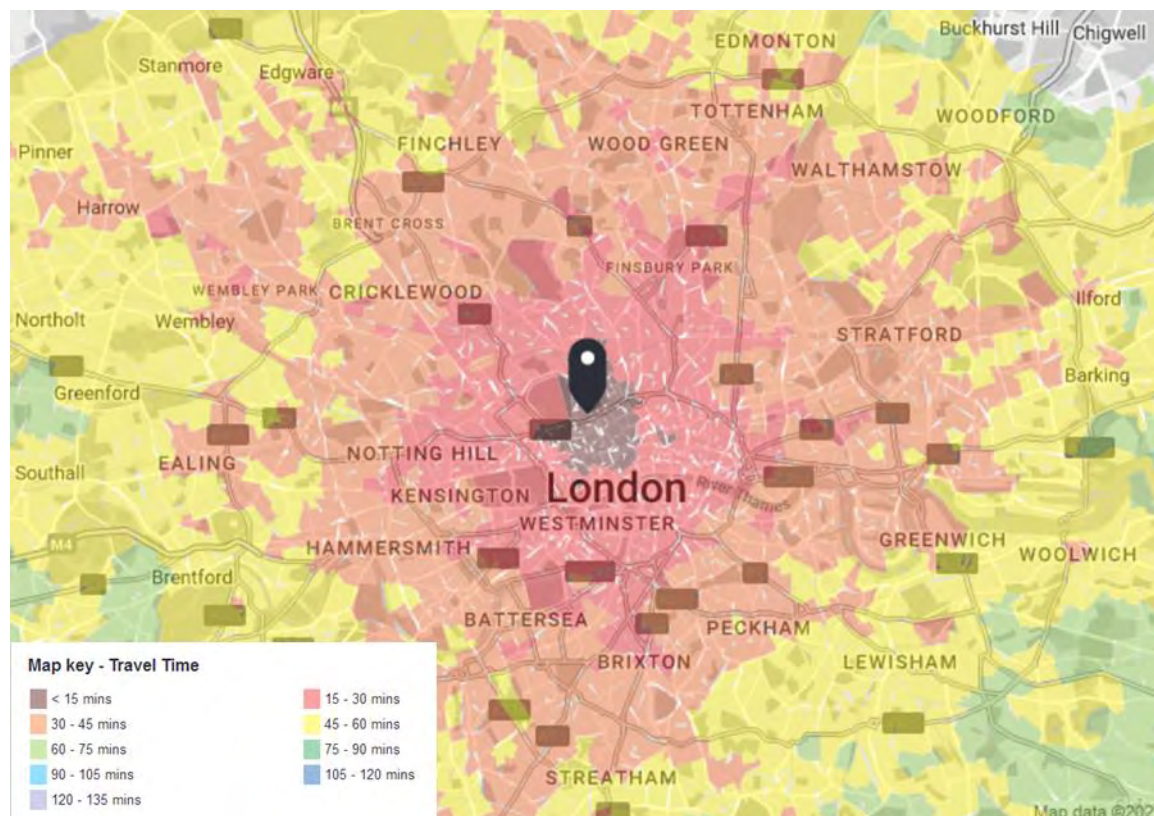 Buckhurst Hill
Chigwell
EDMONTON
Stanmore
Edgware
M1
TOTTENHAM
WOODFORD
FINCHLEY
WOOD GREEN
Pinner
WALTHAMSTOW
Harrow
BRENT CROSS
FINSBURY PARK
WEMBLEY PARK
CRICKLEWOOD
Ilford
Northolt
Wembley
STRATFORD
Barking
Greenford
EALING
NOTTING HILL
Southall
KENSINGTON
London
River Thames
WESTMINSTER
GREENWICH
M4
HAMMERSMITH
WOOLWICH
Brentford
BATTERSEA
PECKHAM
BRIXTON
LEWISHAM
STREATHAM
Map key - Travel Time
< 15 mins
15 - 30 mins
30 - 45 mins
45 - 60 mins
60 - 75 mins
75 - 90 mins
90 - 105 mins
105 - 120 mins
120 - 135 mins
Map data ©202